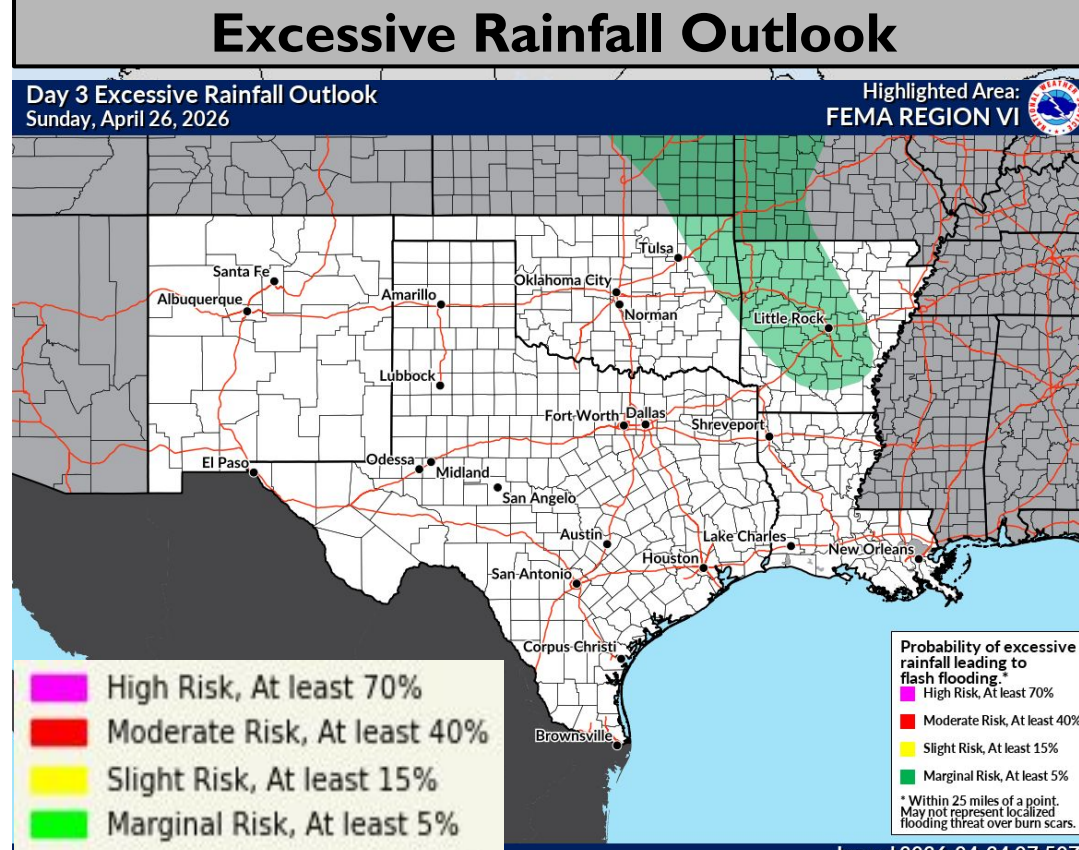 Excessive Rainfall Outlook
Day 3 Excessive Rainfall Outlook
Sunday, April 26, 2026
Highlighted Area:
FEMA REGION VI
Tulsa
Santa Fe
Oklahoma City
Albuquerque
Amarillo
Norman
Little Rock
Lubbock
Fort Worth
Dallas
Shreveport
El Paso
Odessa
Midland
San Angelo
Austin
Lake Charles
Houston
New Orleans
San Antonio
Corpus Christi
Brownsville
High Risk, At least 70%
Moderate Risk, At least 40%
Slight Risk, At least 15%
Marginal Risk, At least 5%
Probability of excessive
rainfall leading to
flash flooding.*
High Risk, At least 70%
Moderate Risk, At least 40%
Slight Risk, At least 15%
Marginal Risk, At least 5%
* Within 25 miles of a point.
May not represent localized
flooding threat over burn scars.